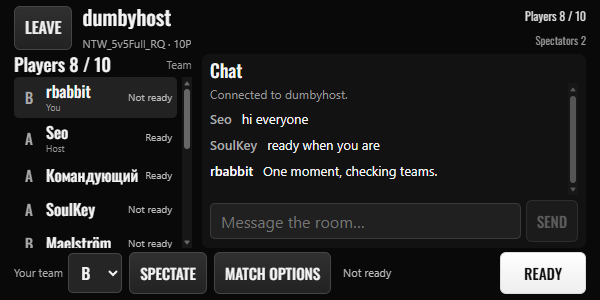 LEAVE
dumbyhost
NTW_5v5Full_RQ · 10P
Players 8 / 10
Spectators 2
Players 8 / 10
Team
B
rbabbit
You
Not ready
A
Seo
Host
Ready
A
Командующий
Ready
A
SoulKey
Not ready
B
Maelström
Not ready
Chat
Connected to dumbyhost.
Seo hi everyone
SoulKey ready when you are
rbabbit One moment, checking teams.
Message the room...
SEND
Your team
B
SPECTATE
MATCH OPTIONS
Not ready
READY